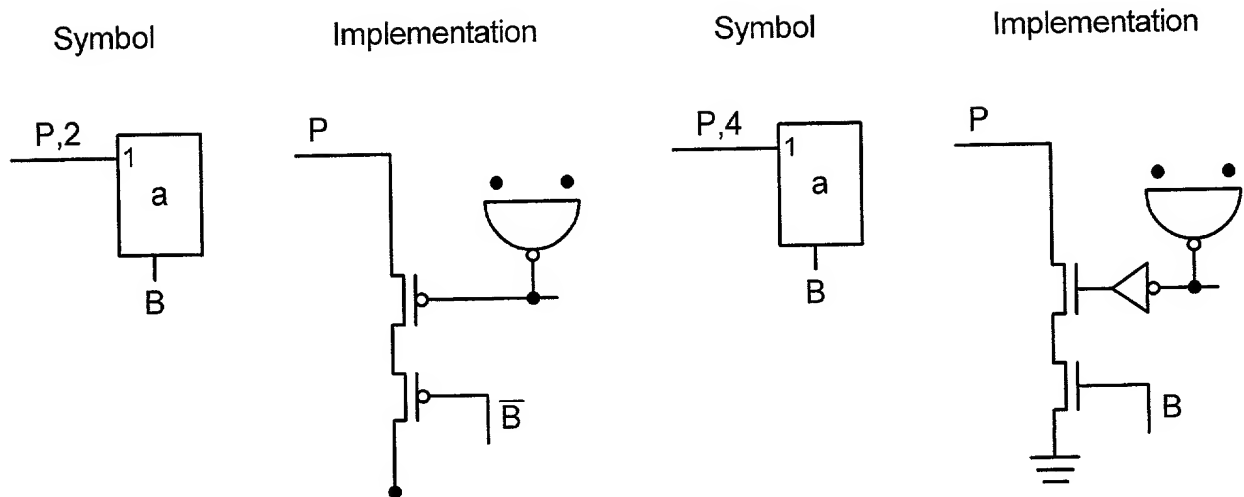 Symbol
Implementation
Symbol
Implementation
P,2
1
a
B
P
B̅
P,4
1
a
B
P
B